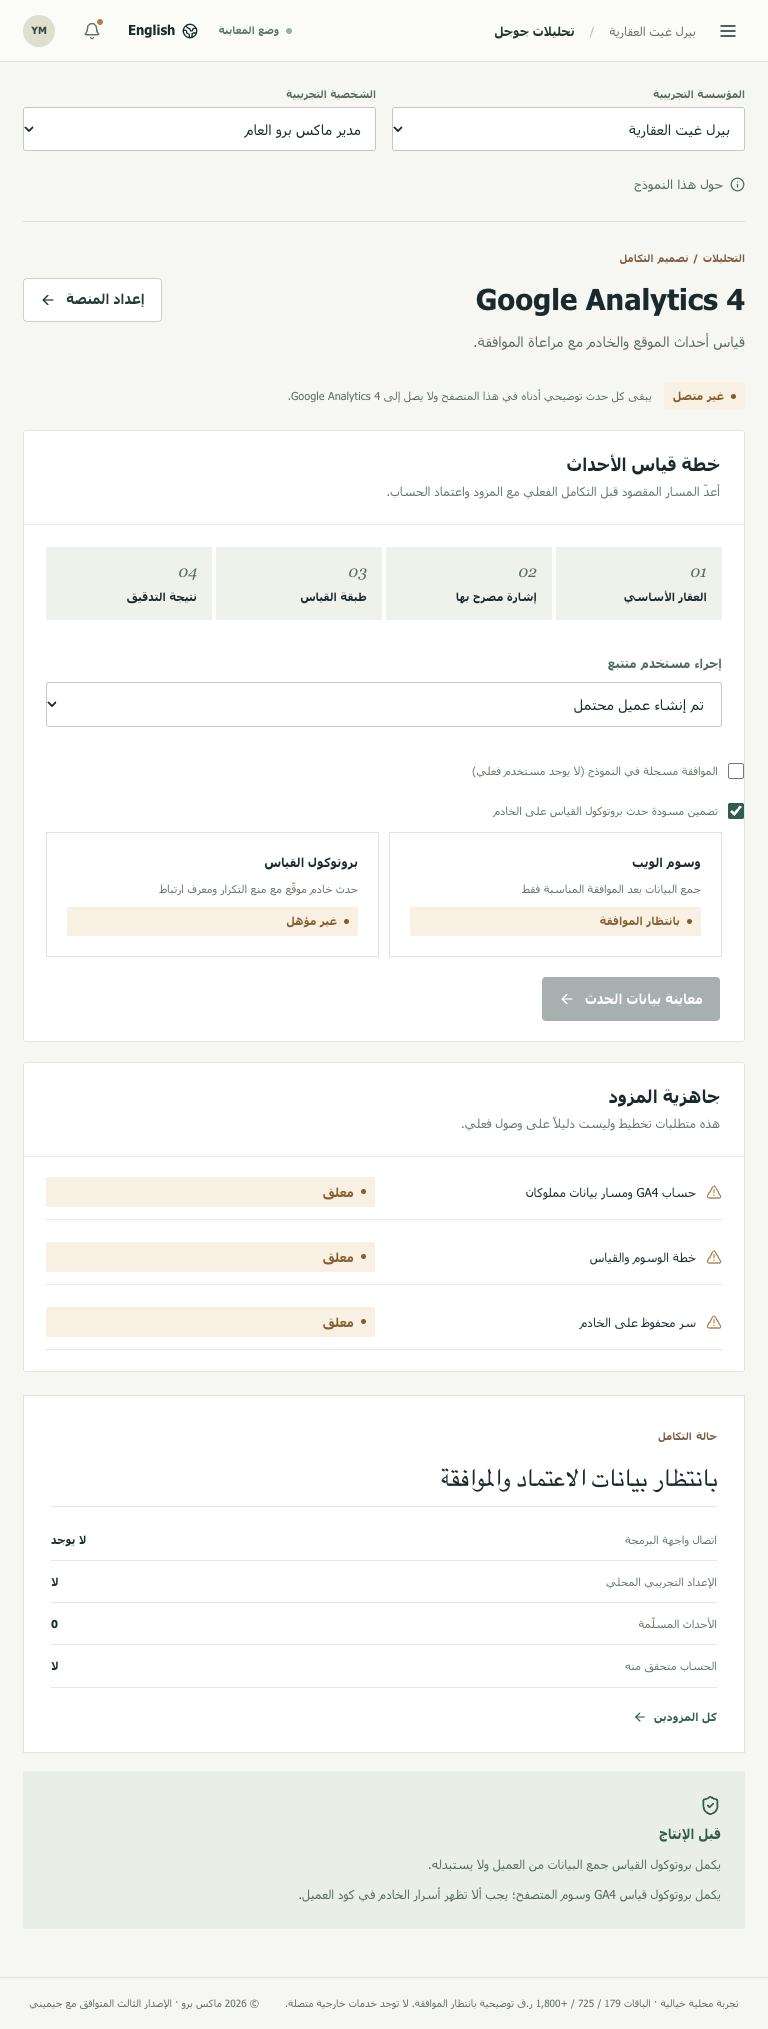 بيرل غيت العقارية / تحليلات جوجل
وضع المعاينة
English
YM
المؤسسة التجريبية
بيرل غيت العقارية
الشخصية التجريبية
مدير ماكس برو العام
حول هذا النموذج
التحليلات / تصميم التكامل
Google Analytics 4
قياس أحداث الموقع والخادم مع مراعاة الموافقة.
إعداد المنصة
غير متصل
يبقى كل حدث توضيحي أدناه في هذا المتصفح ولا يصل إلى Google Analytics 4.
خطة قياس الأحداث
أعدّ المسار المقصود قبل التكامل الفعلي مع المزود واعتماد الحساب.
01
العقار الأساسي
02
إشارة مصرح بها
03
طبقة القياس
04
نتيجة التدقيق
إجراء مستخدم متتبع
تم إنشاء عميل محتمل
الموافقة مسجلة في النموذج (لا يوجد مستخدم فعلي)
تضمين مسودة حدث بروتوكول القياس على الخادم
وسوم الويب
جمع البيانات بعد الموافقة المناسبة فقط
بانتظار الموافقة
بروتوكول القياس
حدث خادم موقّع مع منع التكرار ومعرف ارتباط
غير مؤهل
معاينة بيانات الحدث
جاهزية المزود
هذه متطلبات تخطيط وليست دليلاً على وصول فعلي.
حساب GA4 ومسار بيانات مملوكان
معلق
خطة الوسوم والقياس
معلق
سر محفوظ على الخادم
معلق
حالة التكامل
بانتظار بيانات الاعتماد والموافقة
اتصال واجهة البرمجة
لا يوجد
الإعداد التجريبي المحلي
لا
الأحداث المسلّمة
0
الحساب متحقق منه
لا
كل المزودين
قبل الإنتاج
يكمل بروتوكول القياس جمع البيانات من العميل ولا يستبدله.
يكمل بروتوكول قياس GA4 وسوم المتصفح؛ يجب ألا تظهر أسرار الخادم في كود العميل.
تجربة محلية خيالية · الباقات 179 / 725 / +1,800 ر.ق توضيحية بانتظار الموافقة. لا توجد خدمات خارجية متصلة.
© 2026 ماكس برو · الإصدار الثالث المتوافق مع جيميني